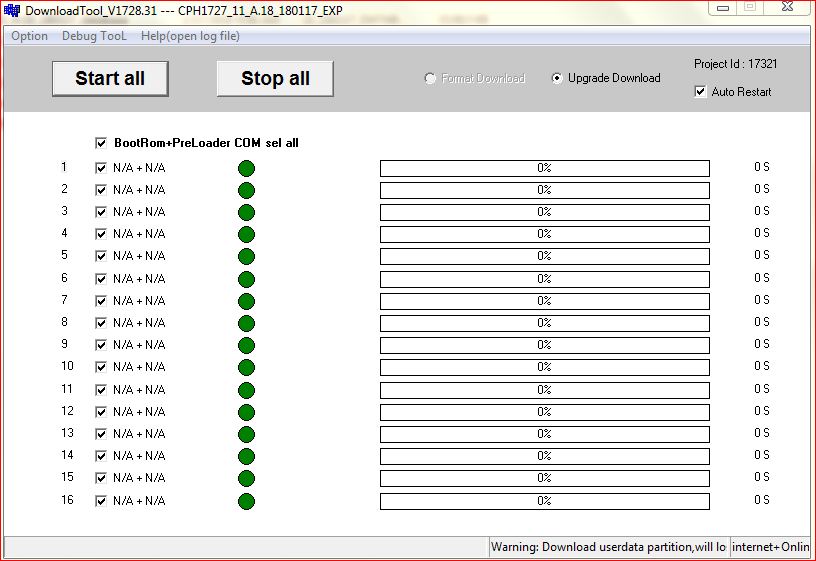 DownloadTool_V1728.31 --- CPH1727_11_A.18_180117_EXP
Option Debug TooL Help(open log file)
Start all Stop all Format Download Upgrade Download Project Id : 17321
Auto Restart
BootRom+PreLoader COM sel all
1 N/A + N/A 0% 0 S
2 N/A + N/A 0% 0 S
3 N/A + N/A 0% 0 S
4 N/A + N/A 0% 0 S
5 N/A + N/A 0% 0 S
6 N/A + N/A 0% 0 S
7 N/A + N/A 0% 0 S
8 N/A + N/A 0% 0 S
9 N/A + N/A 0% 0 S
10 N/A + N/A 0% 0 S
11 N/A + N/A 0% 0 S
12 N/A + N/A 0% 0 S
13 N/A + N/A 0% 0 S
14 N/A + N/A 0% 0 S
15 N/A + N/A 0% 0 S
16 N/A + N/A 0% 0 S
Warning: Download userdata partition,will lo internet+Onlin